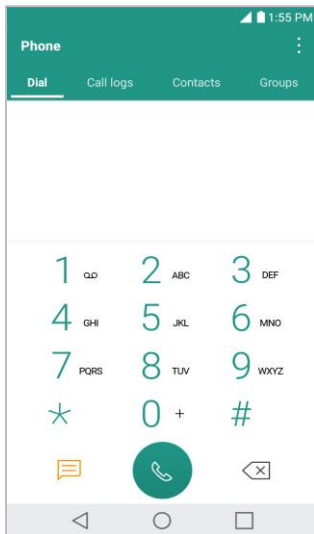 1:55 PM
Phone
Dial Call logs Contacts Groups
1 2 ABC 3 DEF
4 GHI 5 JKL 6 MNO
7 PQRS 8 TUV 9 WXYZ
* 0 + #